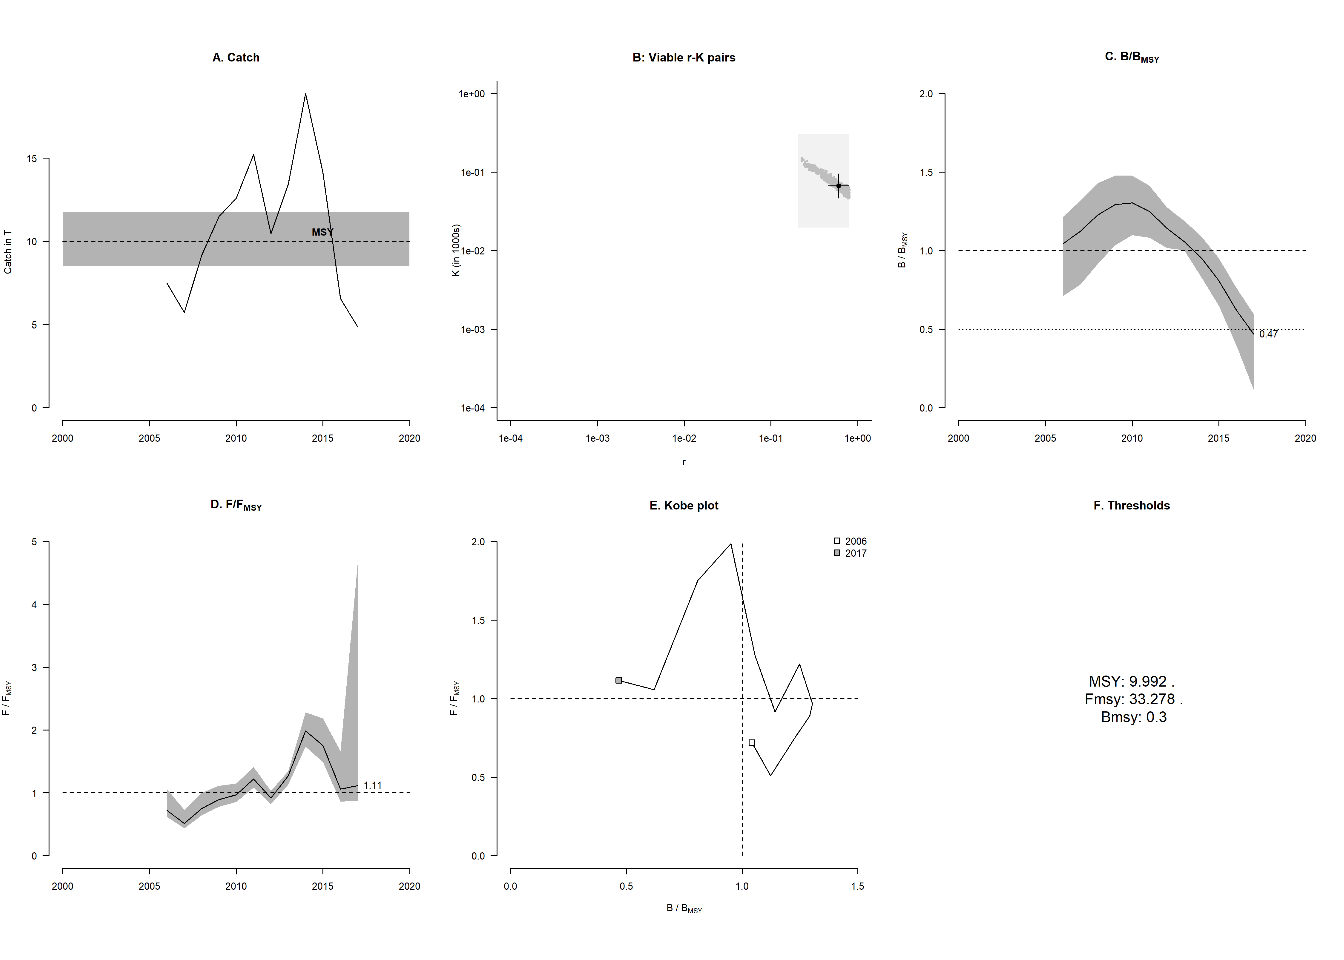 A. Catch
Catch in T
15
10
5
0
MSY
2000 2005 2010 2015 2020
B: Viable r-K pairs
K (in 1000s)
1e+00
1e-01
1e-02
1e-03
1e-04
1e-04 1e-03 1e-02 1e-01 1e+00
r
C. B/BMSY
B / BMSY
2.0
1.5
1.0
0.5
0.0
0.47
2000 2005 2010 2015 2020
D. F/FMSY
F / FMSY
5
4
3
2
1
0
1.11
2000 2005 2010 2015 2020
E. Kobe plot
F / FMSY
2.0
1.5
1.0
0.5
0.0
2006
2017
0.0 0.5 1.0 1.5
B / BMSY
F. Thresholds
MSY: 9.992 .
Fmsy: 33.278 .
Bmsy: 0.3